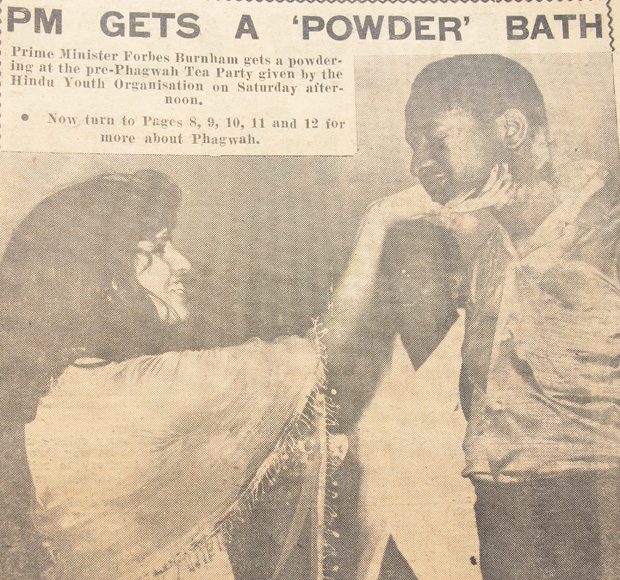 PM GETS A 'POWDER' BATH
Prime Minister Forbes Burnham gets a powder-
ing at the pre-Phagwah Tea Party given by the
Hindu Youth Organisation on Saturday after-
noon.
• Now turn to Pages 8, 9, 10, 11 and 12 for
more about Phagwah.